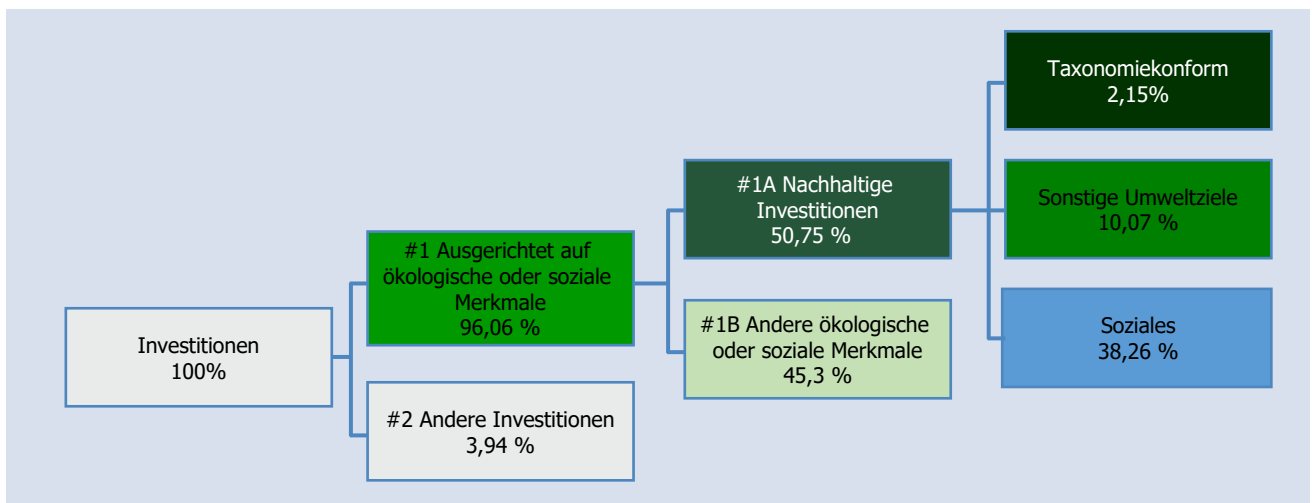 Investitionen
100%
#1 Ausgerichtet auf
ökologische oder soziale
Merkmale
96,06 %
#2 Andere Investitionen
3,94 %
#1A Nachhaltige
Investitionen
50,75 %
#1B Andere ökologische
oder soziale Merkmale
45,3 %
Taxonomiekonform
2,15%
Sonstige Umweltziele
10,07 %
Soziales
38,26 %